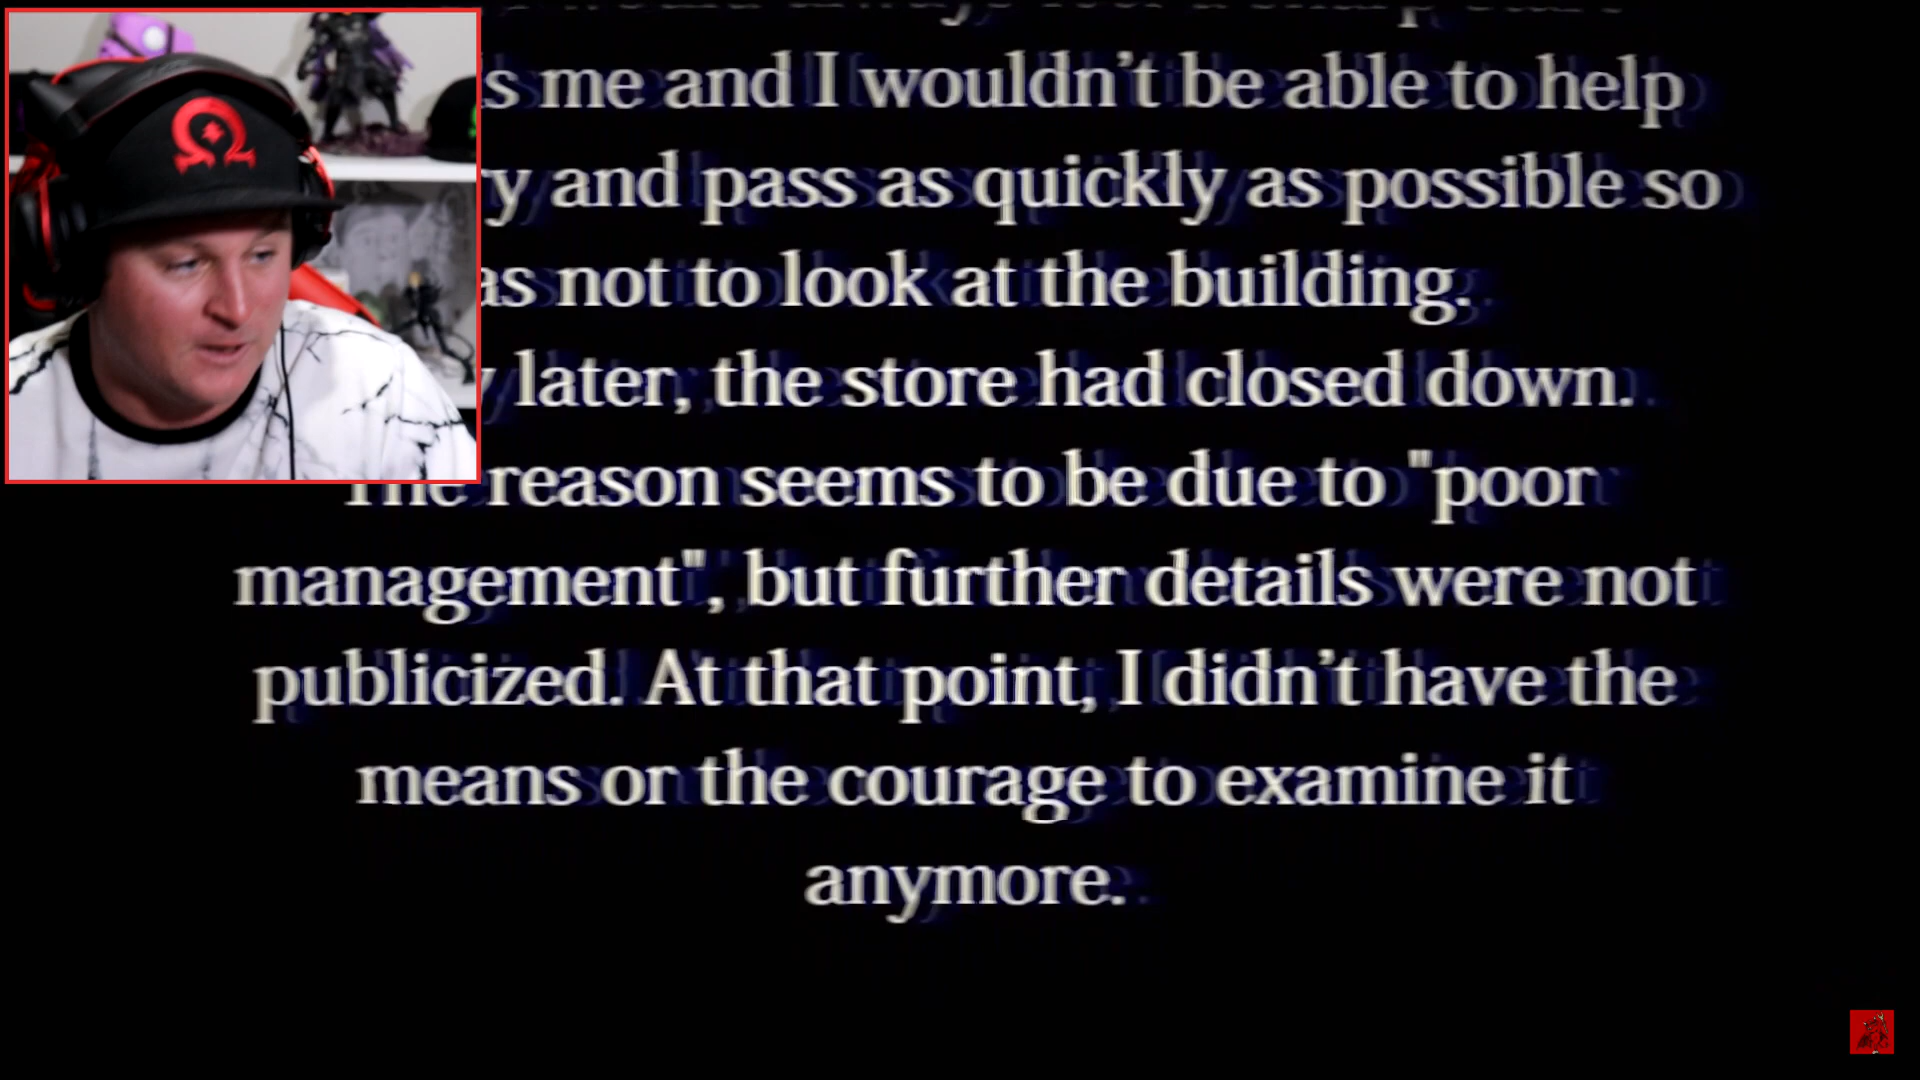 me and I wouldn't be able to help
and pass as quickly as possible so
as not to look at the building.
later, the store had closed down.
The reason seems to be due to "poor
management", but further details were not
publicized. At that point, I didn't have the
means or the courage to examine it
anymore.